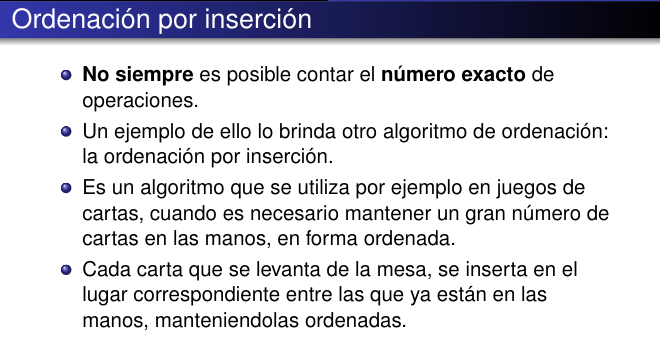 Ordenación por inserción
No siempre es posible contar el número exacto de
operaciones.
Un ejemplo de ello lo brinda otro algoritmo de ordenación:
la ordenación por inserción.
Es un algoritmo que se utiliza por ejemplo en juegos de
cartas, cuando es necesario mantener un gran número de
cartas en las manos, en forma ordenada.
Cada carta que se levanta de la mesa, se inserta en el
lugar correspondiente entre las que ya están en las
manos, manteniendolas ordenadas.